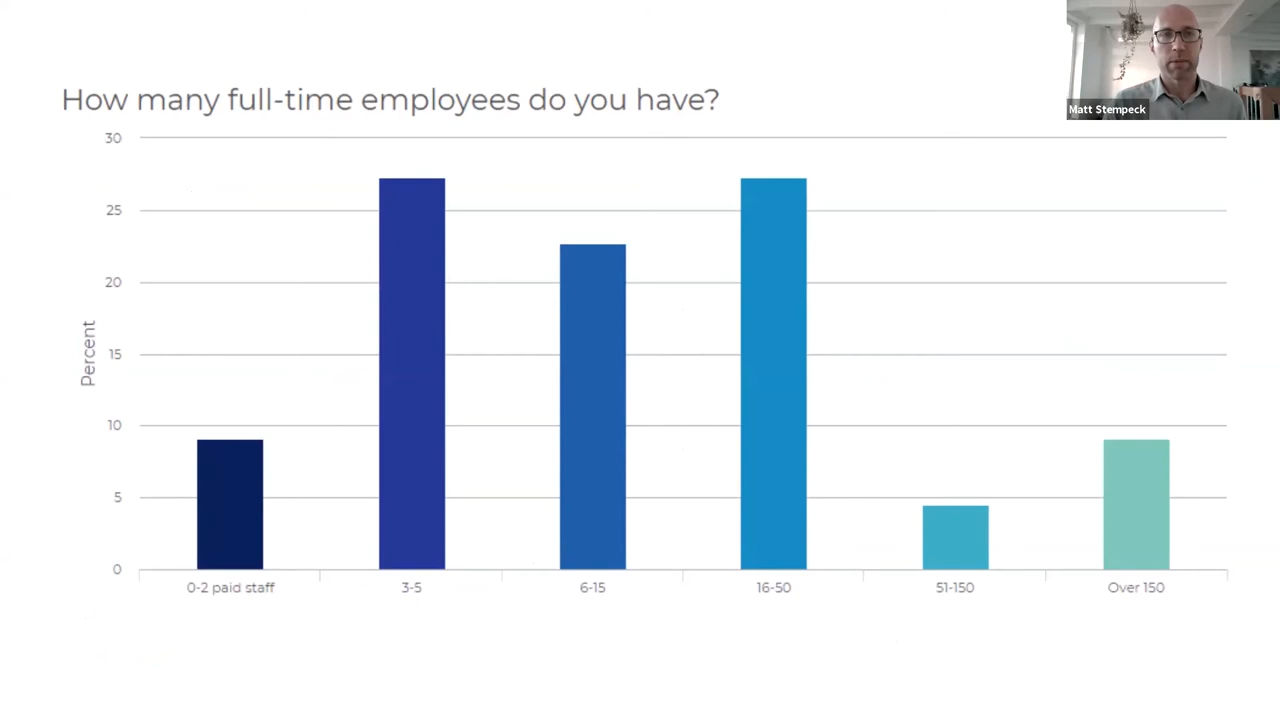 Matt Stempeck
How many full-time employees do you have?
30
25
20
15
10
5
0
Percent
0-2 paid staff
3-5
6-15
16-50
51-150
Over 150